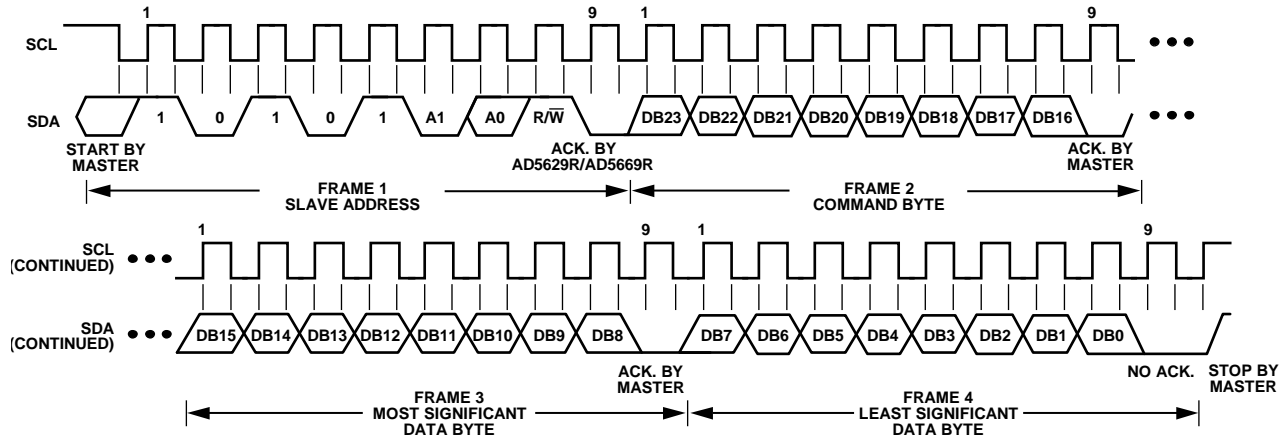 1 9 1 9
SCL
SDA 1 0 1 0 1 A1 A0 R/W DB23 DB22 DB21 DB20 DB19 DB18 DB17 DB16
START BY
MASTER
ACK. BY
AD5629R/AD5669R
ACK. BY
MASTER
FRAME 1
SLAVE ADDRESS
FRAME 2
COMMAND BYTE
1 9 1 9
SCL
(CONTINUED)
SDA
(CONTINUED)
DB15 DB14 DB13 DB12 DB11 DB10 DB9 DB8 DB7 DB6 DB5 DB4 DB3 DB2 DB1 DB0
ACK. BY
MASTER
NO ACK.
STOP BY
MASTER
FRAME 3
MOST SIGNIFICANT
DATA BYTE
FRAME 4
LEAST SIGNIFICANT
DATA BYTE